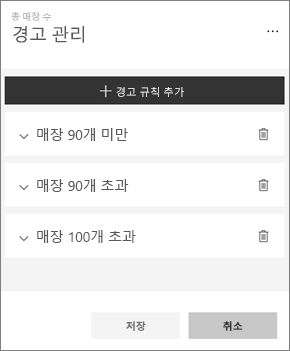 총 매장 수
경고 관리
...
+ 경고 규칙 추가
매장 90개 미만
매장 90개 초과
매장 100개 초과
저장 취소